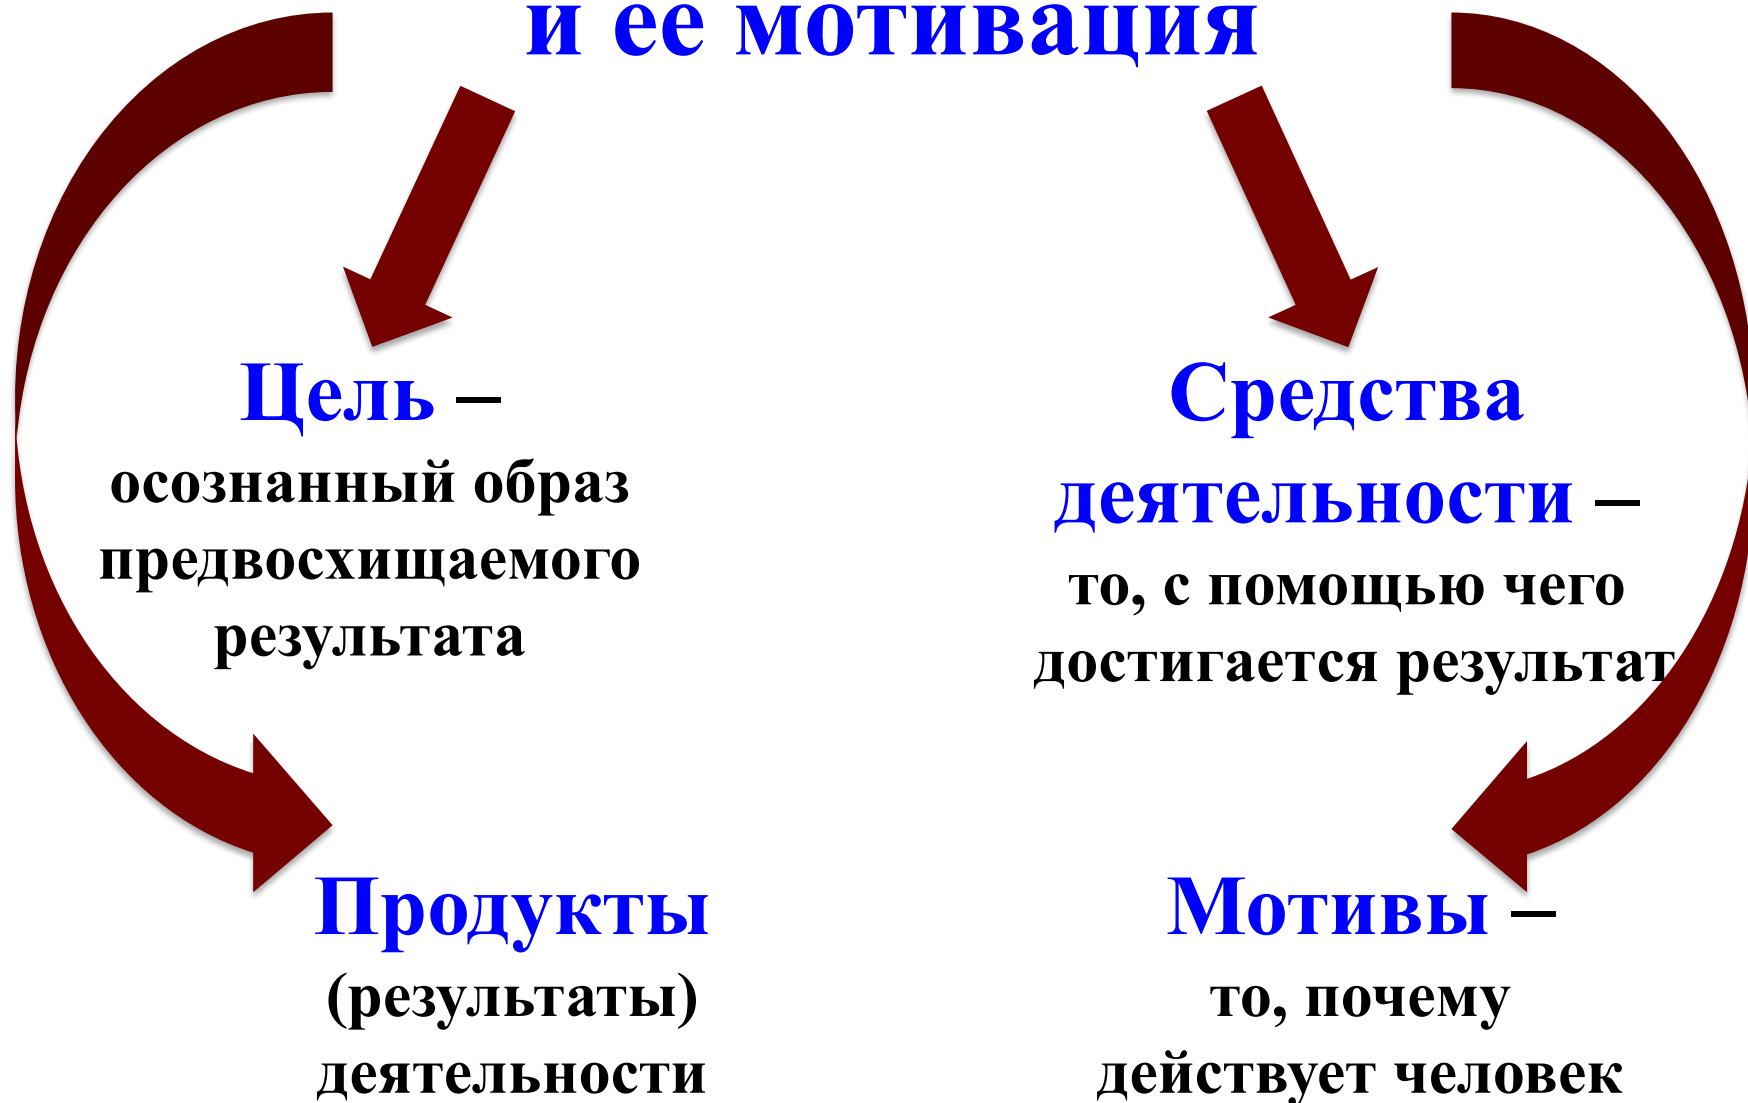 и ее мотивация
Цель –
осознанный образ
предвосхищаемого
результата
Средства
деятельности –
то, с помощью чего
достигается результат
Продукты
(результаты)
деятельности
Мотивы –
то, почему
действует человек